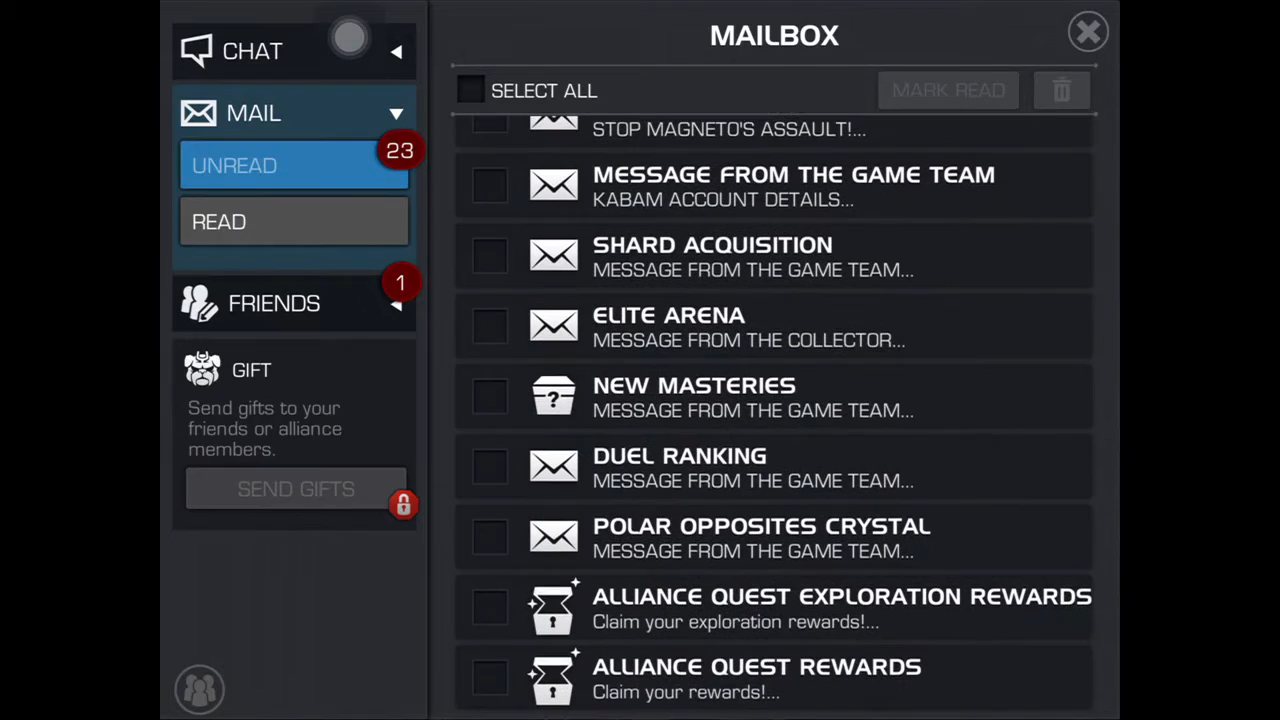 CHAT
MAIL
23
UNREAD
READ
1
FRIENDS
GIFT
Send gifts to your
friends or alliance
members.
SEND GIFTS
MAILBOX
SELECT ALL
MARK READ
STOP MAGNETO'S ASSAULT!...
MESSAGE FROM THE GAME TEAM
KABAM ACCOUNT DETAILS...
SHARD ACQUISITION
MESSAGE FROM THE GAME TEAM...
ELITE ARENA
MESSAGE FROM THE COLLECTOR...
?
NEW MASTERIES
MESSAGE FROM THE GAME TEAM...
DUEL RANKING
MESSAGE FROM THE GAME TEAM...
POLAR OPPOSITES CRYSTAL
MESSAGE FROM THE GAME TEAM...
ALLIANCE QUEST EXPLORATION REWARDS
Claim your exploration rewards!...
ALLIANCE QUEST REWARDS
Claim your rewards!...